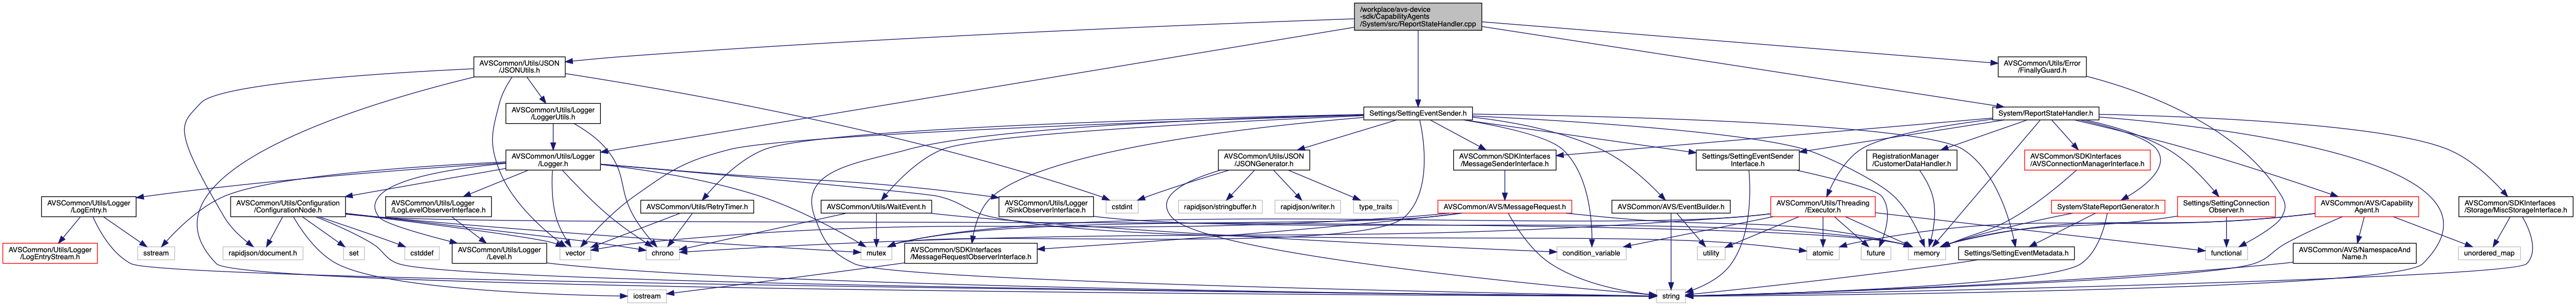 /workplace/avs-device
-sdk/CapabilityAgents
/System/src/ReportStateHandler.cpp
AVSCommon/Utils/JSON
/JSONUtils.h
AVSCommon/Utils/Error
/FinallyGuard.h
AVSCommon/Utils/Logger
/LoggerUtils.h
Settings/SettingEventSender.h
System/ReportStateHandler.h
AVSCommon/Utils/Logger
/Logger.h
AVSCommon/Utils/JSON
/JSONGenerator.h
AVSCommon/SDKInterfaces
/MessageSenderInterface.h
Settings/SettingEventSender
Interface.h
RegistrationManager
/CustomerDataHandler.h
AVSCommon/SDKInterfaces
/AVSConnectionManagerInterface.h
AVSCommon/Utils/Logger
/LogEntry.h
AVSCommon/Utils/Configuration
/ConfigurationNode.h
AVSCommon/Utils/Logger
/LogLevelObserverInterface.h
AVSCommon/Utils/RetryTimer.h
AVSCommon/Utils/WaitEvent.h
AVSCommon/Utils/Logger
/SinkObserverInterface.h
cstdint
rapidjson/stringbuffer.h
rapidjson/writer.h
type_traits
AVSCommon/AVS/MessageRequest.h
AVSCommon/AVS/EventBuilder.h
AVSCommon/Utils/Threading
/Executor.h
System/StateReportGenerator.h
Settings/SettingConnection
Observer.h
AVSCommon/AVS/Capability
Agent.h
AVSCommon/SDKInterfaces
/Storage/MiscStorageInterface.h
AVSCommon/Utils/Logger
/LogEntryStream.h
sstream
rapidjson/document.h
set
cstddef
AVSCommon/Utils/Logger
/Level.h
vector
chrono
mutex
AVSCommon/SDKInterfaces
/MessageRequestObserverInterface.h
condition_variable
utility
atomic
future
memory
Settings/SettingEventMetadata.h
functional
AVSCommon/AVS/NamespaceAnd
Name.h
unordered_map
iostream
string